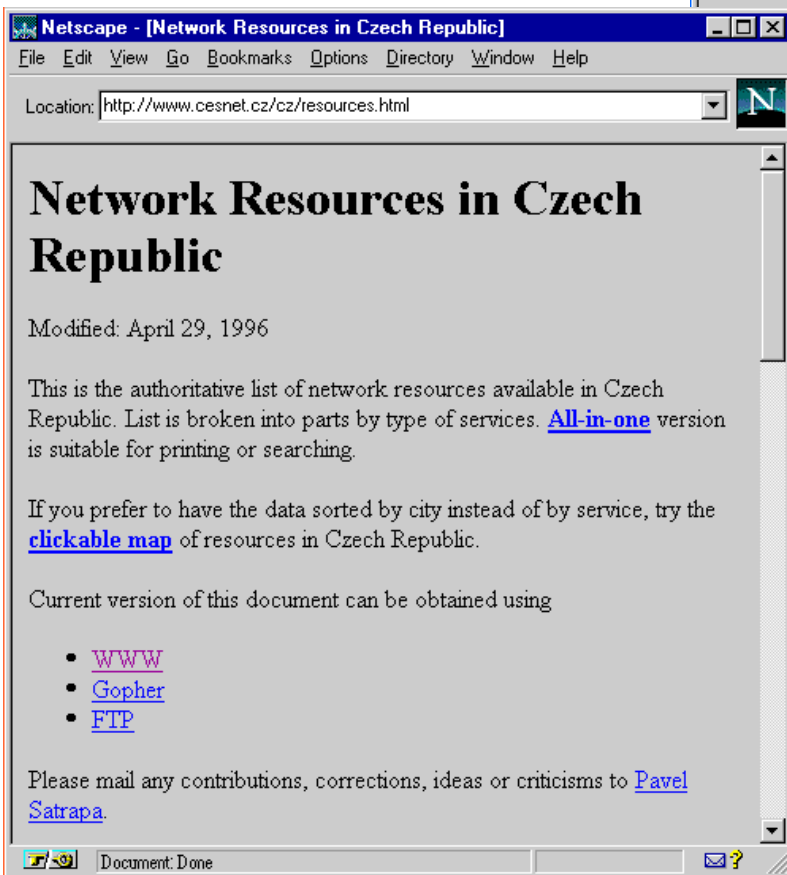 Netscape - [Network Resources in Czech Republic]
File Edit View Go Bookmarks Options Directory Window Help
Location: http://www.cesnet.cz/cz/resources.html
N
Network Resources in Czech
Republic
Modified: April 29, 1996
This is the authoritative list of network resources available in Czech
Republic. List is broken into parts by type of services. All-in-one version
is suitable for printing or searching.
If you prefer to have the data sorted by city instead of by service, try the
clickable map of resources in Czech Republic.
Current version of this document can be obtained using
• WWW
• Gopher
• FTP
Please mail any contributions, corrections, ideas or criticisms to Pavel
Satrapa.
Document: Done
?